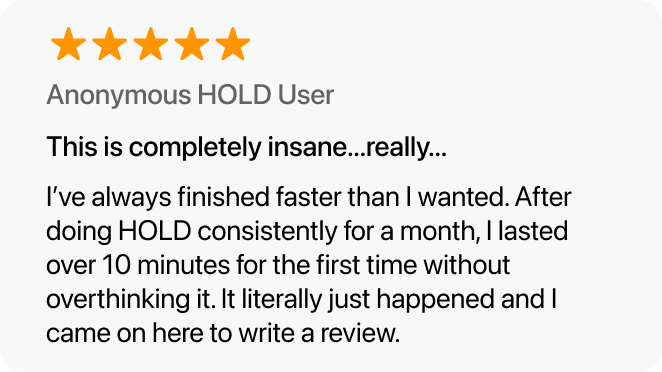 Anonymous HOLD User
This is completely insane...really...
I’ve always finished faster than I wanted. After
doing HOLD consistently for a month, I lasted
over 10 minutes for the first time without
overthinking it. It literally just happened and I
came on here to write a review.